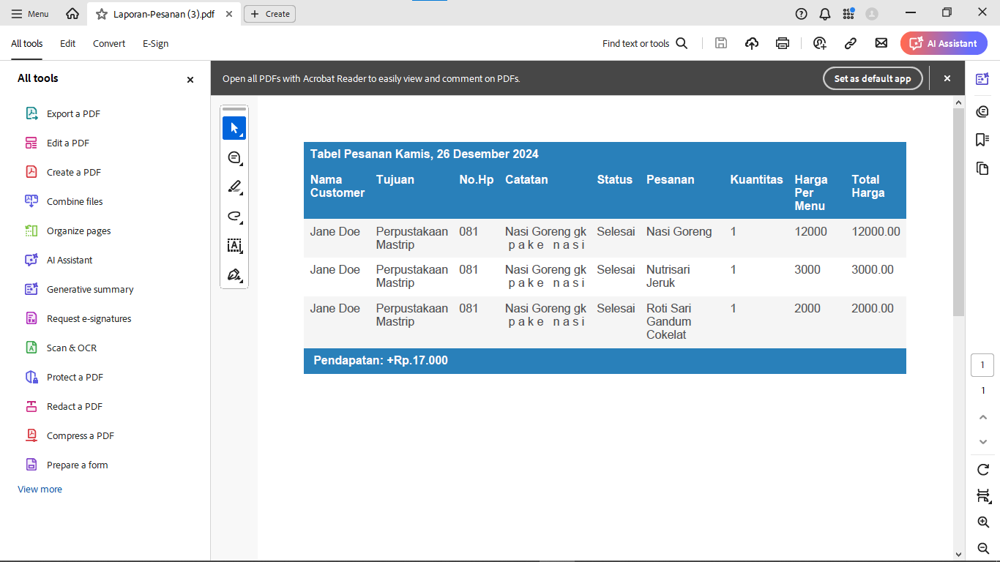 Menu
Laporan-Pesanan (3).pdf
Create
All tools
Edit
Convert
E-Sign
Find text or tools
AI Assistant
All tools
Open all PDFs with Acrobat Reader to easily view and comment on PDFs.
Set as default app
Export a PDF
Edit a PDF
Create a PDF
Combine files
Organize pages
AI Assistant
Generative summary
Request e-signatures
Scan & OCR
Protect a PDF
Redact a PDF
Compress a PDF
Prepare a form
View more
Tabel Pesanan Kamis, 26 Desember 2024
Nama Tujuan No.Hp Catatan Status Pesanan Kuantitas Harga Total
Customer Per Harga
Menu
Jane Doe Perpustakaan 081 Nasi Goreng gk Selesai Nasi Goreng 1 12000 12000.00
Mastrip p a k e n a s i
Jane Doe Perpustakaan 081 Nasi Goreng gk Selesai Nutrisari 1 3000 3000.00
Mastrip p a k e n a s i Jeruk
Jane Doe Perpustakaan 081 Nasi Goreng gk Selesai Roti Sari 1 2000 2000.00
Mastrip p a k e n a s i Gandum
Cokelat
Pendapatan: +Rp.17.000
1
1